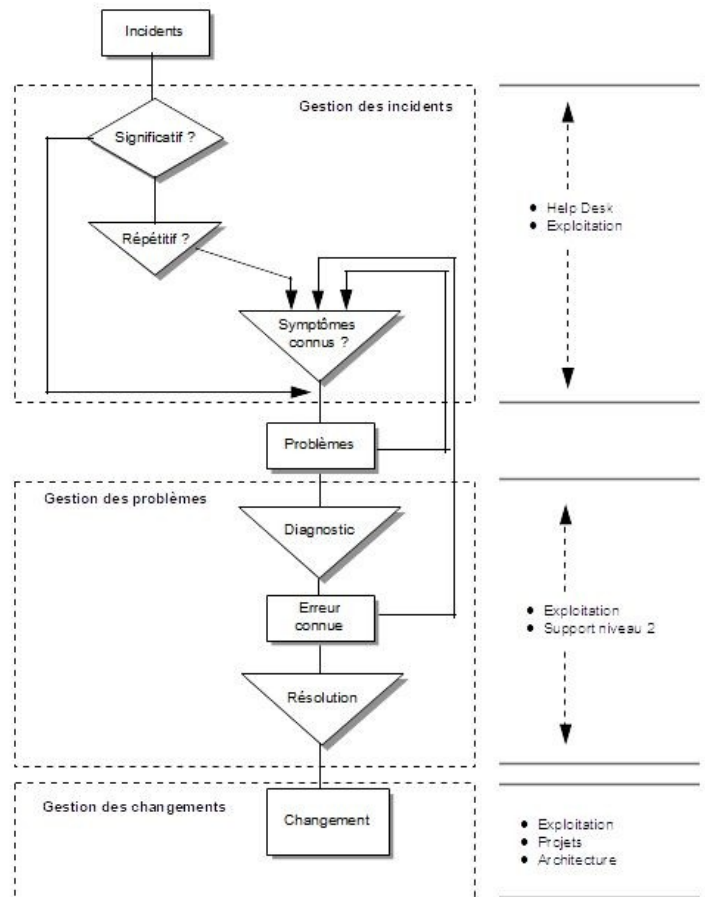 Incidents
Gestion des incidents
Significatif ?
Répétitif ?
• Help Desk
• Exploitation
Symptômes
connus ?
Problèmes
Gestion des problèmes
Diagnostic
Erreur
connue
• Exploitation
• Support niveau 2
Résolution
Gestion des changements
Changement
• Exploitation
• Projets
• Architecture